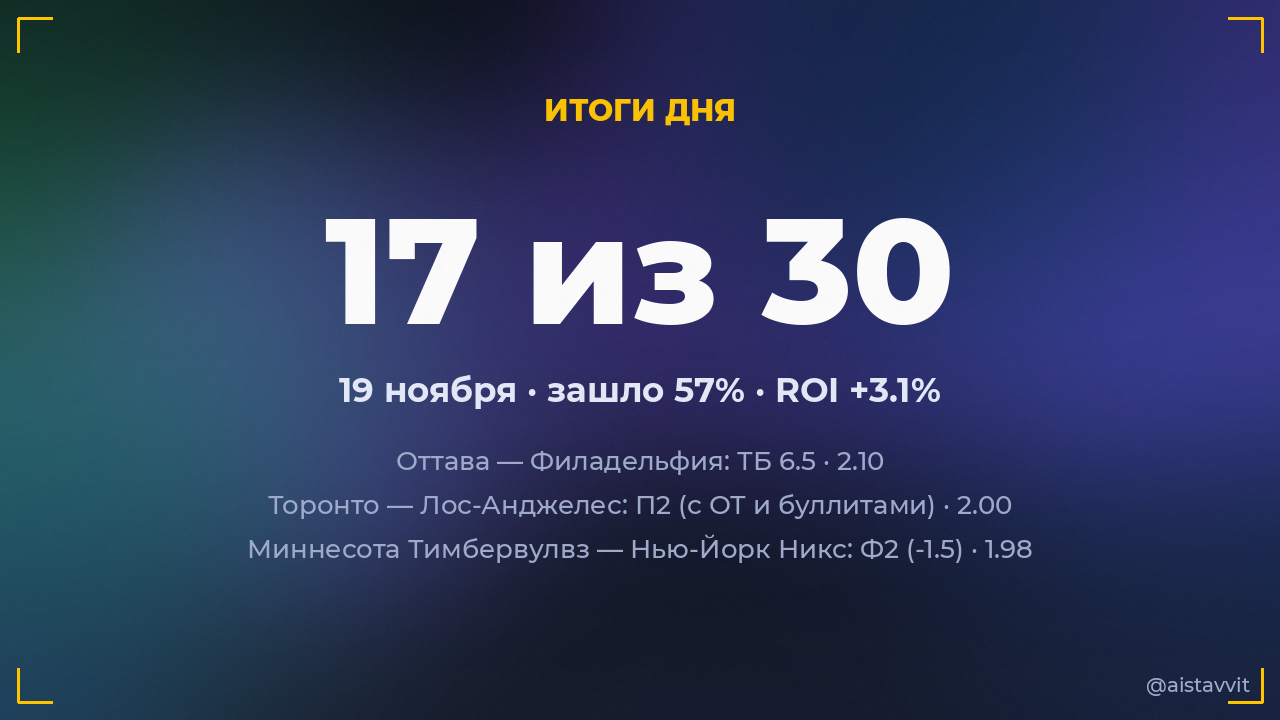 ИТОГИ ДНЯ
17 из 30
19 ноября · зашло 57% · ROI +3.1%
Оттава — Филадельфия: ТБ 6.5 · 2.10
Торонто — Лос-Анджелес: П2 (с ОТ и буллитами) · 2.00
Миннесота Тимбервулвз — Нью-Йорк Никс: Ф2 (-1.5) · 1.98
@aistavvit